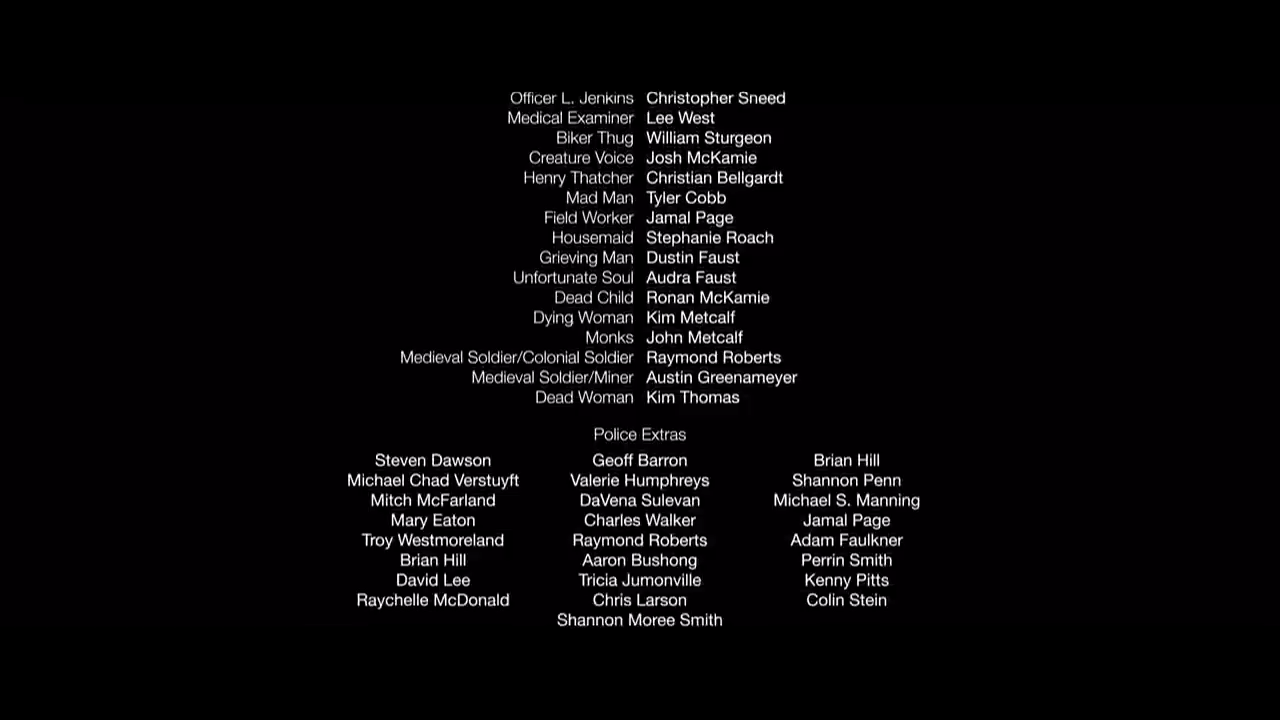 Officer L. Jenkins Christopher Sneed
Medical Examiner Lee West
Biker Thug William Sturgeon
Creature Voice Josh McKamie
Henry Thatcher Christian Bellgardt
Mad Man Tyler Cobb
Field Worker Jamal Page
Housemaid Stephanie Roach
Grieving Man Dustin Faust
Unfortunate Soul Audra Faust
Dead Child Ronan McKamie
Dying Woman Kim Metcalf
Monks John Metcalf
Medieval Soldier/Colonial Soldier Raymond Roberts
Medieval Soldier/Miner Austin Greenameyer
Dead Woman Kim Thomas
Police Extras
Steven Dawson Geoff Barron Brian Hill
Michael Chad Verstuyft Valerie Humphreys Shannon Penn
Mitch McFarland DaVena Sulevan Michael S. Manning
Mary Eaton Charles Walker Jamal Page
Troy Westmoreland Raymond Roberts Adam Faulkner
Brian Hill Aaron Bushong Perrin Smith
David Lee Tricia Jumonville Kenny Pitts
Raychelle McDonald Chris Larson Colin Stein
Shannon Moree Smith